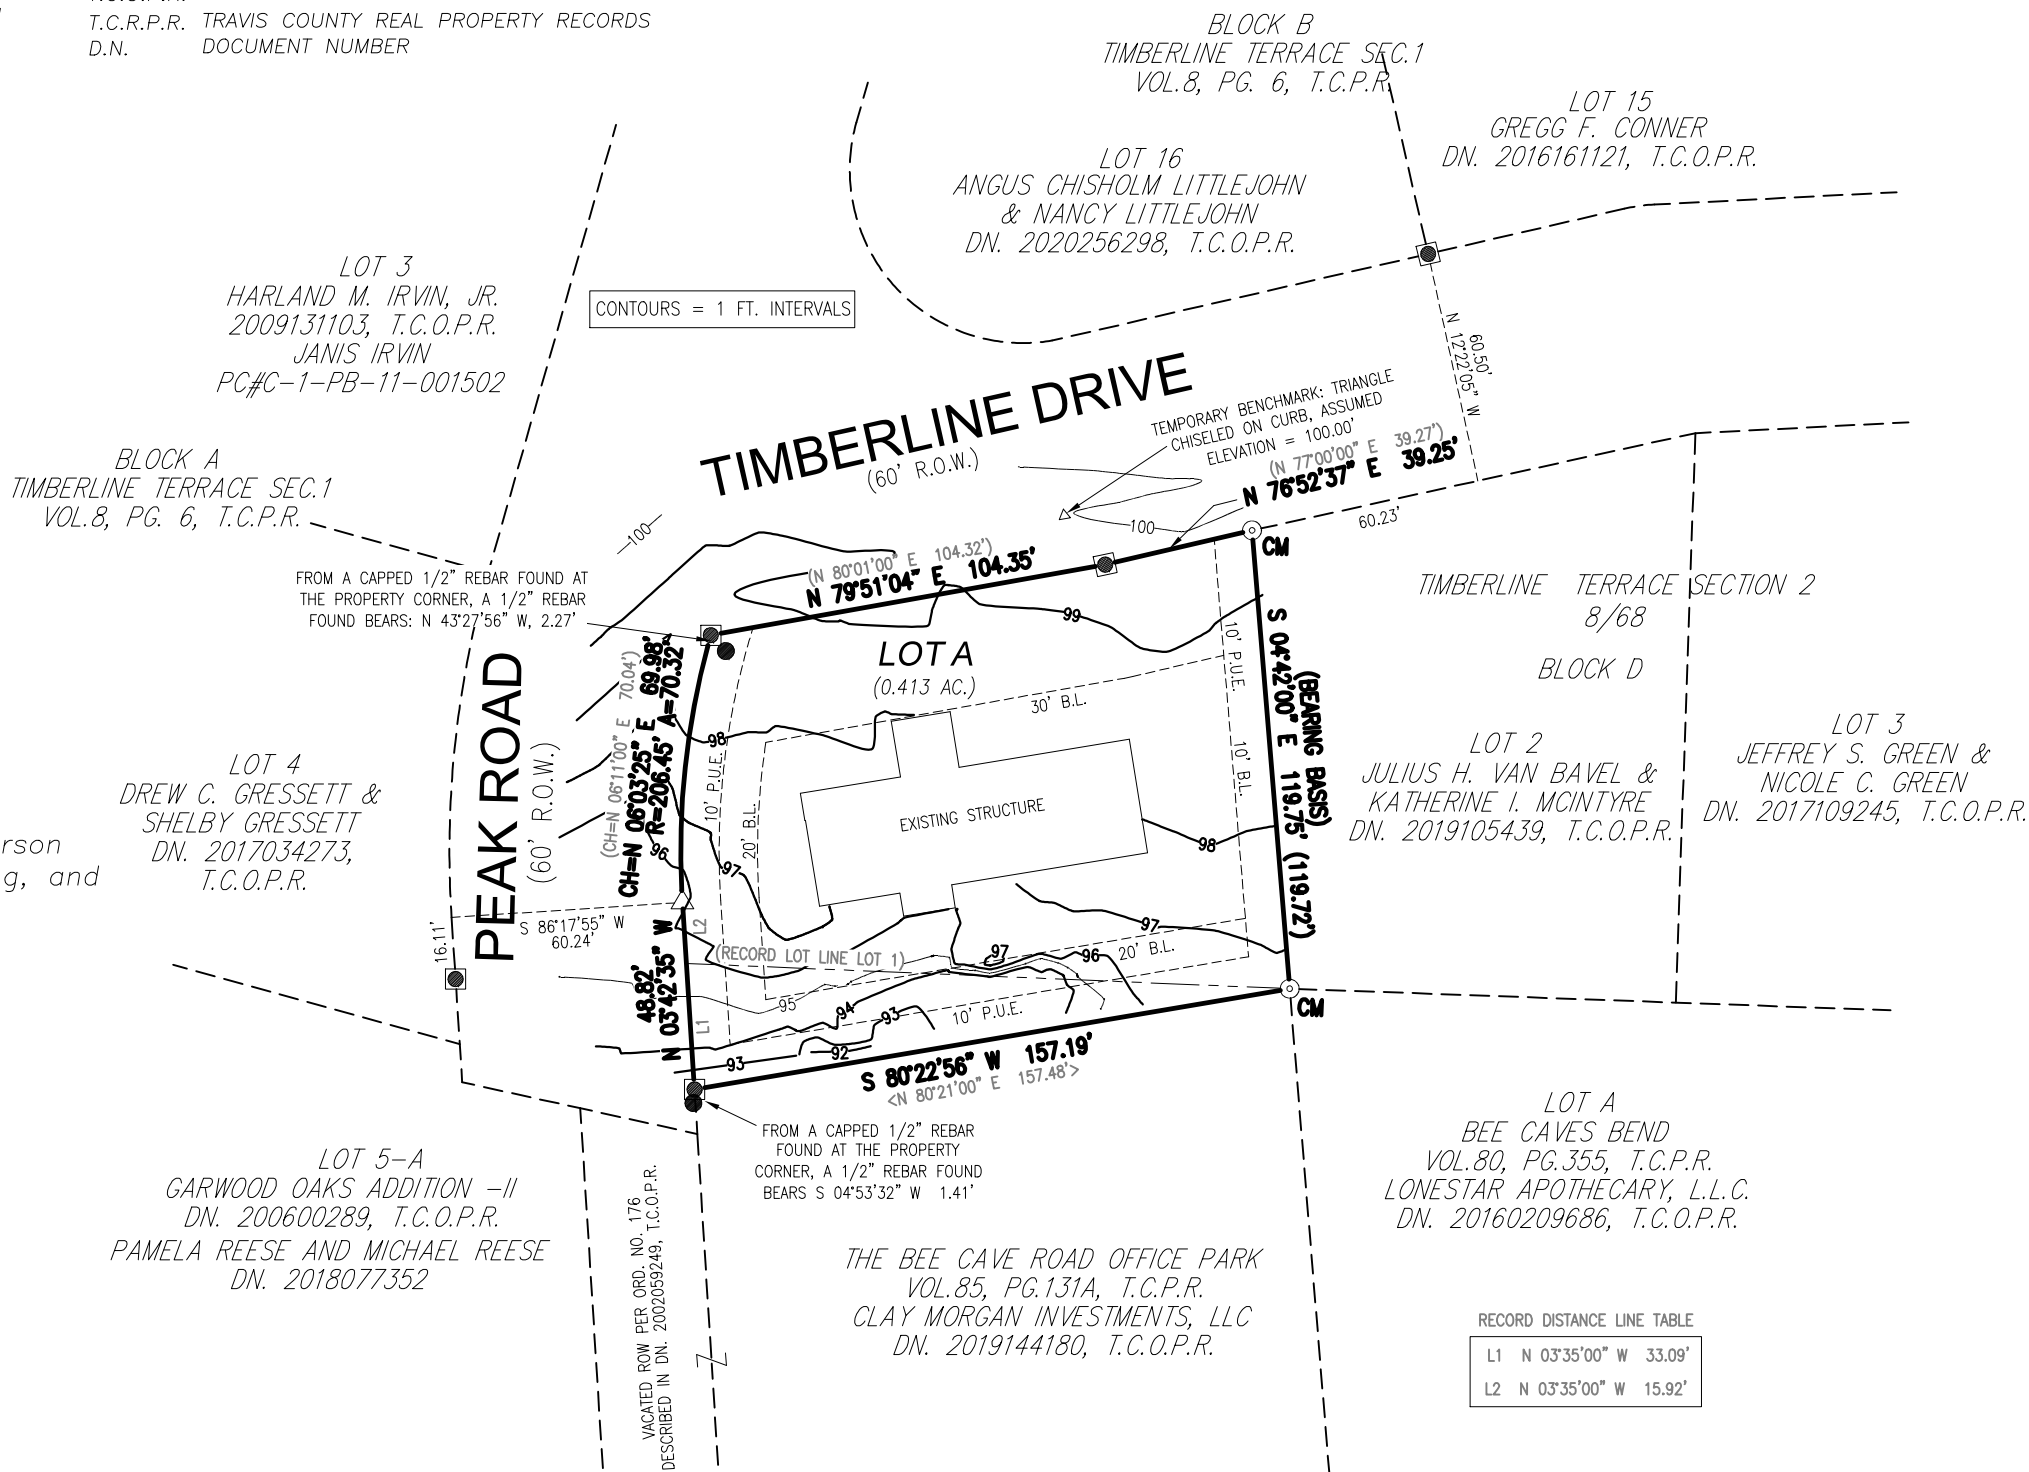 T.C.R.P.R. TRAVIS COUNTY REAL PROPERTY RECORDS
D.N. DOCUMENT NUMBER
BLOCK B
TIMBERLINE TERRACE SEC.1
VOL.8, PG. 6, T.C.P.R.
LOT 15
GREGG F. CONNER
DN. 2016161121, T.C.O.P.R.
LOT 16
ANGUS CHISHOLM LITTLEJOHN
& NANCY LITTLEJOHN
DN. 2020256298, T.C.O.P.R.
LOT 3
HARLAND M. IRVIN, JR.
2009131103, T.C.O.P.R.
JANIS IRVIN
PC#C-1-PB-11-001502
CONTOURS = 1 FT. INTERVALS
60.50'
N 12°22'05" W
TIMBERLINE DRIVE
(60' R.O.W.)
TEMPORARY BENCHMARK: TRIANGLE
CHISELED ON CURB, ASSUMED
ELEVATION = 100.00'
(N 77°00'00" E 39.27')
N 76°52'37" E 39.25'
BLOCK A
TIMBERLINE TERRACE SEC.1
VOL.8, PG. 6, T.C.P.R.
100
100
60.23'
CM
(N 80°01'00" E 104.32')
N 79°51'04" E 104.35'
FROM A CAPPED 1/2" REBAR FOUND AT
THE PROPERTY CORNER, A 1/2" REBAR
FOUND BEARS: N 43°27'56" W, 2.27'
99
TIMBERLINE TERRACE SECTION 2
8/68
BLOCK D
LOT A
(0.413 AC.)
30' B.L.
10' P.U.E.
10' B.L.
S 04°42'00" E 119.75' (119.72')
(BEARING BASIS)
PEAK ROAD
(60' R.O.W.)
(CH=N 06°11'00" E 70.04')
CH=N 06°03'25" E 69.98'
R=206.45' A=70.32'
98
10' P.U.E.
20' B.L.
96
97
EXISTING STRUCTURE
98
97
LOT 4
DREW C. GRESSETT &
SHELBY GRESSETT
DN. 2017034273,
T.C.O.P.R.
rson
g, and
LOT 2
JULIUS H. VAN BAVEL &
KATHERINE I. MCINTYRE
DN. 2019105439, T.C.O.P.R.
LOT 3
JEFFREY S. GREEN &
NICOLE C. GREEN
DN. 2017109245, T.C.O.P.R.
S 86°17'55" W
60.24'
16.11'
48.82'
N 03°42'35" W
L2
L1
(RECORD LOT LINE LOT 1)
97
96
20' B.L.
95
94
93
92
93
10' P.U.E.
CM
S 80°22'56" W 157.19'
<N 80°21'00" E 157.48'>
FROM A CAPPED 1/2" REBAR
FOUND AT THE PROPERTY
CORNER, A 1/2" REBAR FOUND
BEARS S 04°53'32" W 1.41'
LOT 5-A
GARWOOD OAKS ADDITION -II
DN. 200600289, T.C.O.P.R.
PAMELA REESE AND MICHAEL REESE
DN. 2018077352
VACATED ROW PER ORD. NO. 176
DESCRIBED IN DN. 2002059249, T.C.O.P.R.
THE BEE CAVE ROAD OFFICE PARK
VOL.85, PG.131A, T.C.P.R.
CLAY MORGAN INVESTMENTS, LLC
DN. 2019144180, T.C.O.P.R.
LOT A
BEE CAVES BEND
VOL.80, PG.355, T.C.P.R.
LONESTAR APOTHECARY, L.L.C.
DN. 20160209686, T.C.O.P.R.
RECORD DISTANCE LINE TABLE
L1 N 03°35'00" W 33.09'
L2 N 03°35'00" W 15.92'